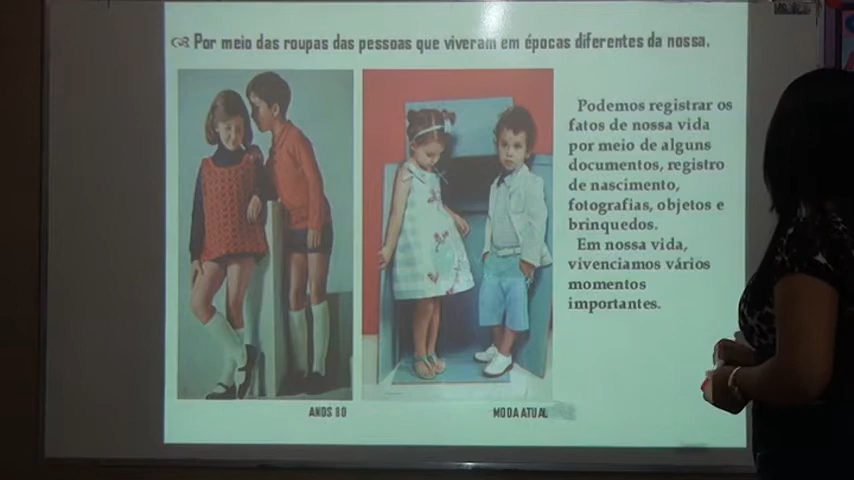 Por meio das roupas das pessoas que viveram em épocas diferentes da nossa.
Podemos registrar os
fatos de nossa vida
por meio de alguns
documentos, registro
de nascimento,
fotografias, objetos e
brinquedos.
Em nossa vida,
vivenciamos vários
momentos
importantes.
ANOS 80
MODA ATUAL